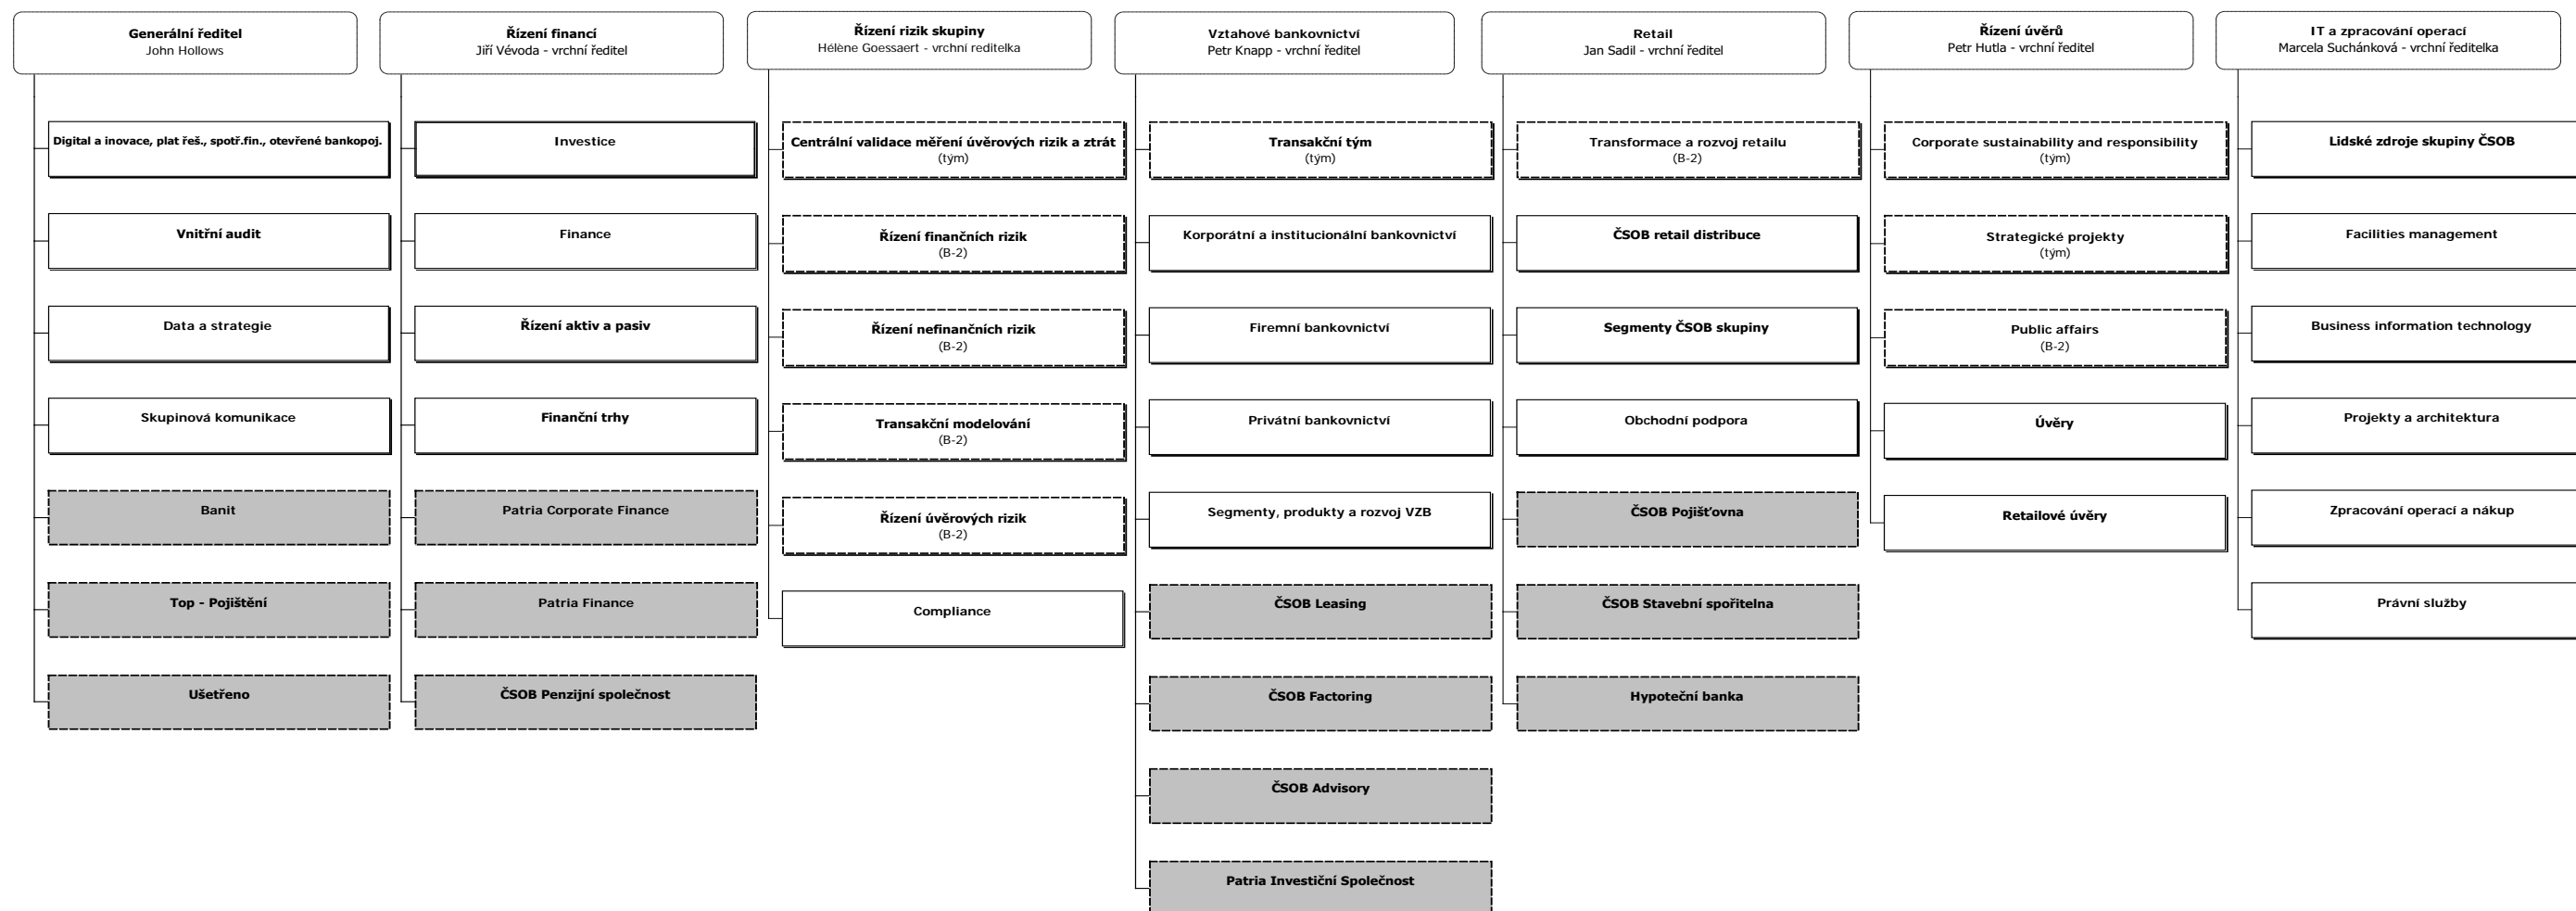 Generální ředitel
John Hollows
Digital a inovace, plat řeš., spotř.fin., otevřené bankopoj.
Vnitřní audit
Data a strategie
Skupinová komunikace
Banit
Top - Pojištění
Ušetřeno
Řízení financí
Jiří Vévoda - vrchní ředitel
Investice
Finance
Řízení aktiv a pasiv
Finanční trhy
Patria Corporate Finance
Patria Finance
ČSOB Penzijní společnost
Řízení rizik skupiny
Hélène Goessaert - vrchní reditelka
Centrální validace měření úvěrových rizik a ztrát
(tým)
Řízení finančních rizik
(B-2)
Řízení nefinančních rizik
(B-2)
Transakční modelování
(B-2)
Řízení úvěrových rizik
(B-2)
Compliance
Vztahové bankovnictví
Petr Knapp - vrchní ředitel
Transakční tým
(tým)
Korporátní a institucionální bankovnictví
Firemní bankovnictví
Privátní bankovnictví
Segmenty, produkty a rozvoj VZB
ČSOB Leasing
ČSOB Factoring
ČSOB Advisory
Patria Investiční Společnost
Retail
Jan Sadil - vrchní ředitel
Transformace a rozvoj retailu
(B-2)
ČSOB retail distribuce
Segmenty ČSOB skupiny
Obchodní podpora
ČSOB Pojišťovna
ČSOB Stavební spořitelna
Hypoteční banka
Řízení úvěrů
Petr Hutla - vrchní ředitel
Corporate sustainability and responsibility
(tým)
Strategické projekty
(tým)
Public affairs
(B-2)
Úvěry
Retailové úvěry
IT a zpracování operací
Marcela Suchánková - vrchní ředitelka
Lidské zdroje skupiny ČSOB
Facilities management
Business information technology
Projekty a architektura
Zpracování operací a nákup
Právní služby